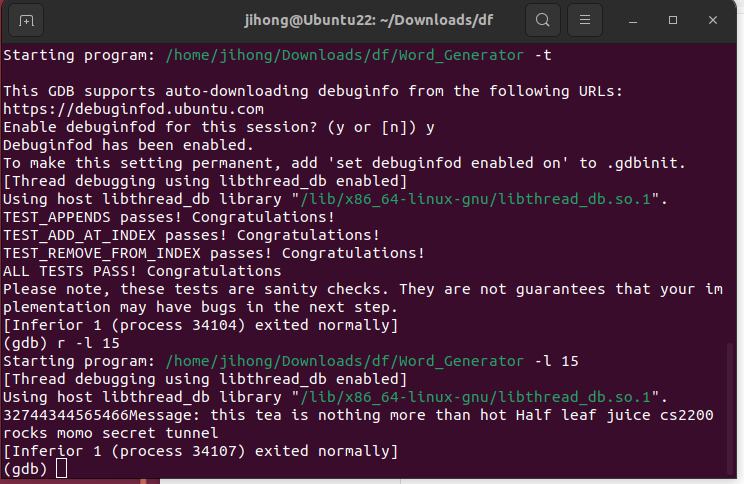 jihong@Ubuntu22: ~/Downloads/df
Starting program: /home/jihong/Downloads/df/Word_Generator -t
This GDB supports auto-downloading debuginfo from the following URLs:
https://debuginfod.ubuntu.com
Enable debuginfod for this session? (y or [n]) y
Debuginfod has been enabled.
To make this setting permanent, add 'set debuginfod enabled on' to .gdbinit.
[Thread debugging using libthread_db enabled]
Using host libthread_db library "/lib/x86_64-linux-gnu/libthread_db.so.1".
TEST_APPENDS passes! Congratulations!
TEST_ADD_AT_INDEX passes! Congratulations!
TEST_REMOVE_FROM_INDEX passes! Congratulations!
ALL TESTS PASS! Congratulations
Please note, these tests are sanity checks. They are not guarantees that your im
plementation may have bugs in the next step.
[Inferior 1 (process 34104) exited normally]
(gdb) r -l 15
Starting program: /home/jihong/Downloads/df/Word_Generator -l 15
[Thread debugging using libthread_db enabled]
Using host libthread_db library "/lib/x86_64-linux-gnu/libthread_db.so.1".
32744344565466Message: this tea is nothing more than hot Half leaf juice cs2200
rocks momo secret tunnel
[Inferior 1 (process 34107) exited normally]
(gdb)